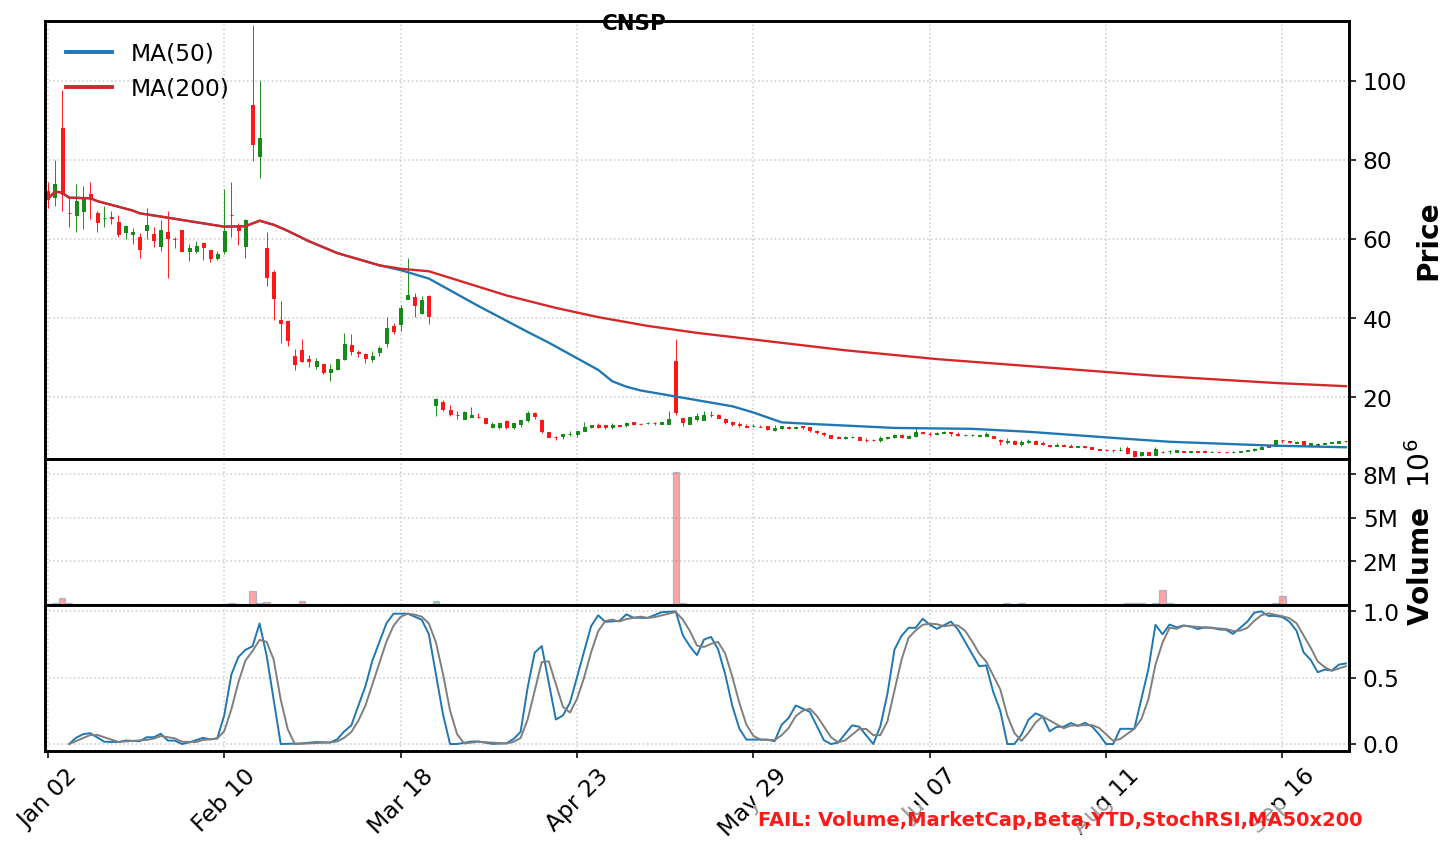 CNSP
MA(50)
MA(200)
100
80
60
40
20
Price
8M
5M
2M
Volume 10^6
1.0
0.5
0.0
Jan 02
Feb 10
Mar 18
Apr 23
May 29
Jul 07
Aug 11
Sep 16
FAIL: Volume,MarketCap,Beta,YTD,StochRSI,MA50x200